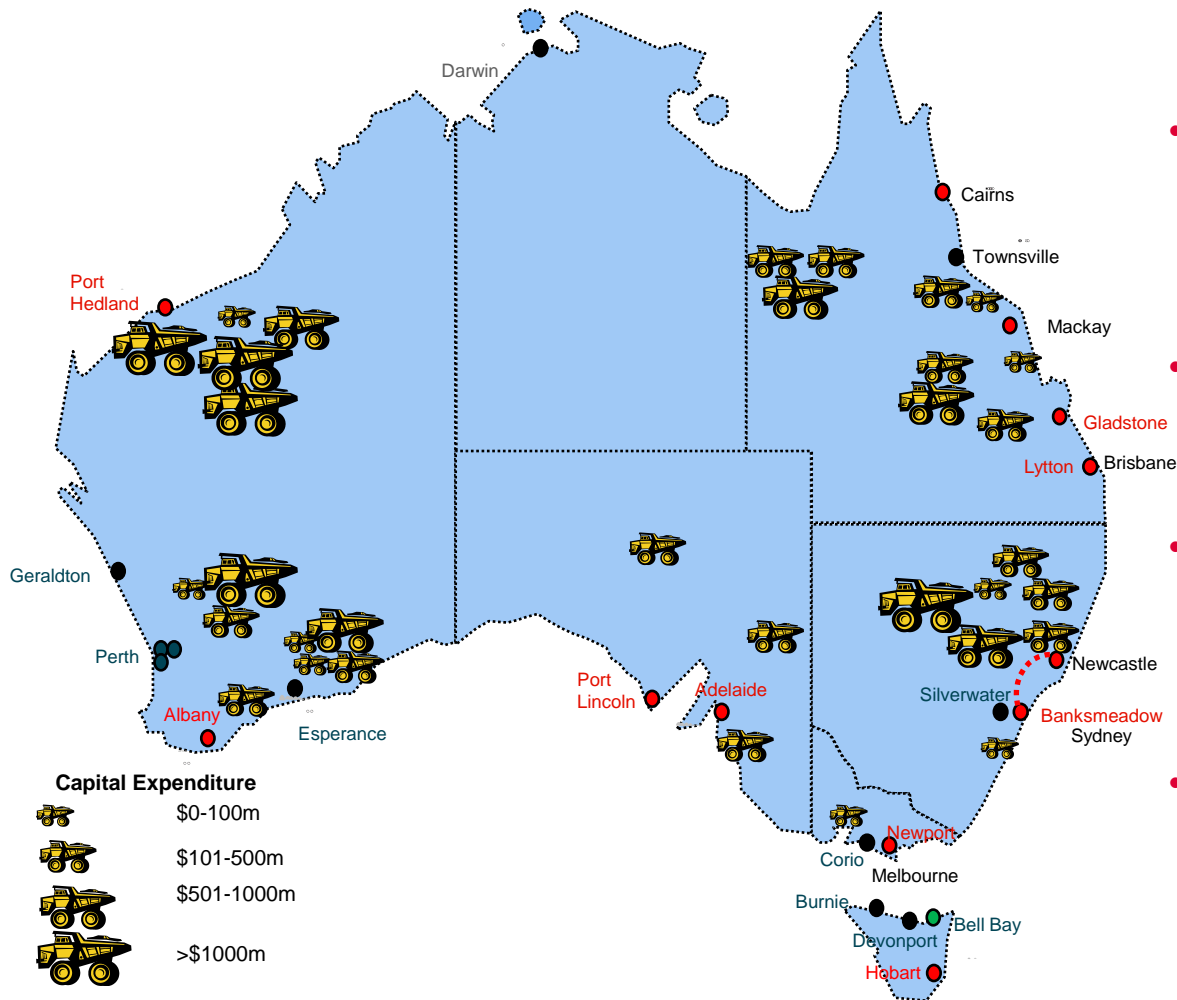 Darwin
Cairns
Townsville
Port
Hedland
Mackay
Gladstone
Lytton
Brisbane
Geraldton
Perth
Newcastle
Port
Lincoln
Adelaide
Silverwater
Albany
Esperance
Banksmeadow
Sydney
Capital Expenditure
$0-100m
$101-500m
$501-1000m
>$1000m
Newport
Corio
Melbourne
Burnie
Bell Bay
Devonport
Hobart